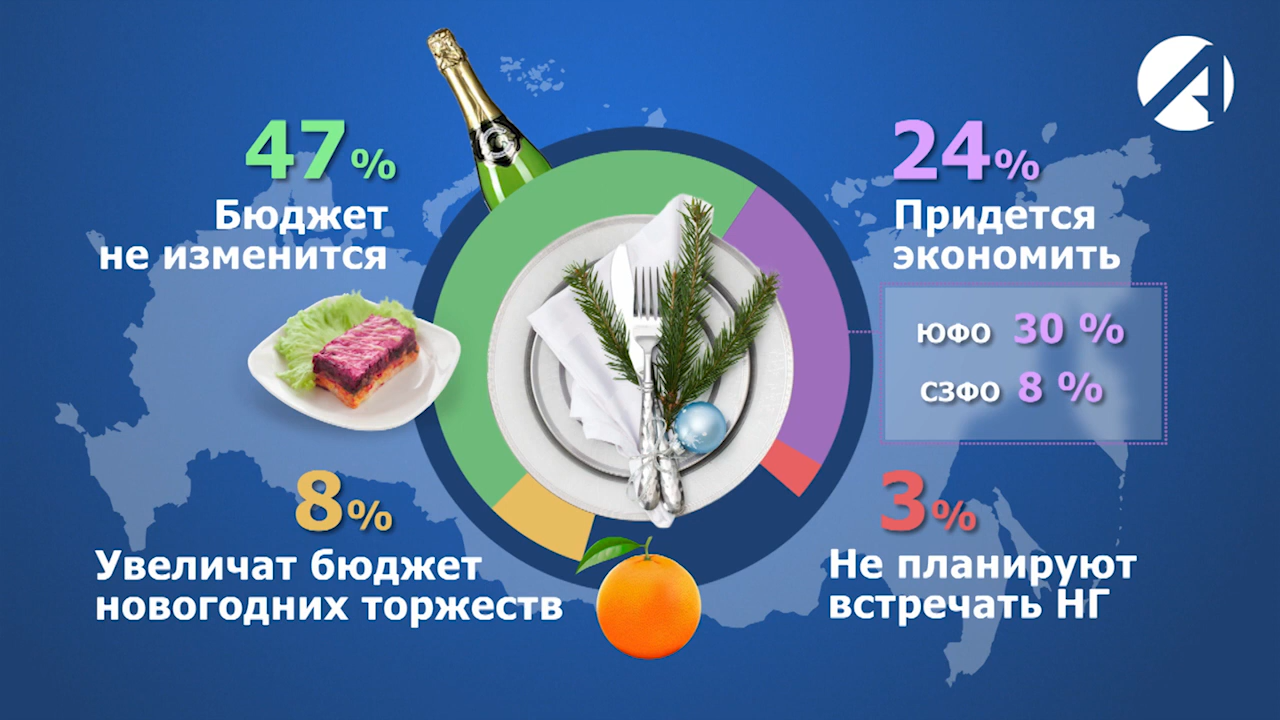 47%
Бюджет
не изменится
24%
Придется
экономить
ЮФО 30 %
СЗФО 8 %
8%
Увеличат бюджет
новогодних торжеств
3%
Не планируют
встречать НГ